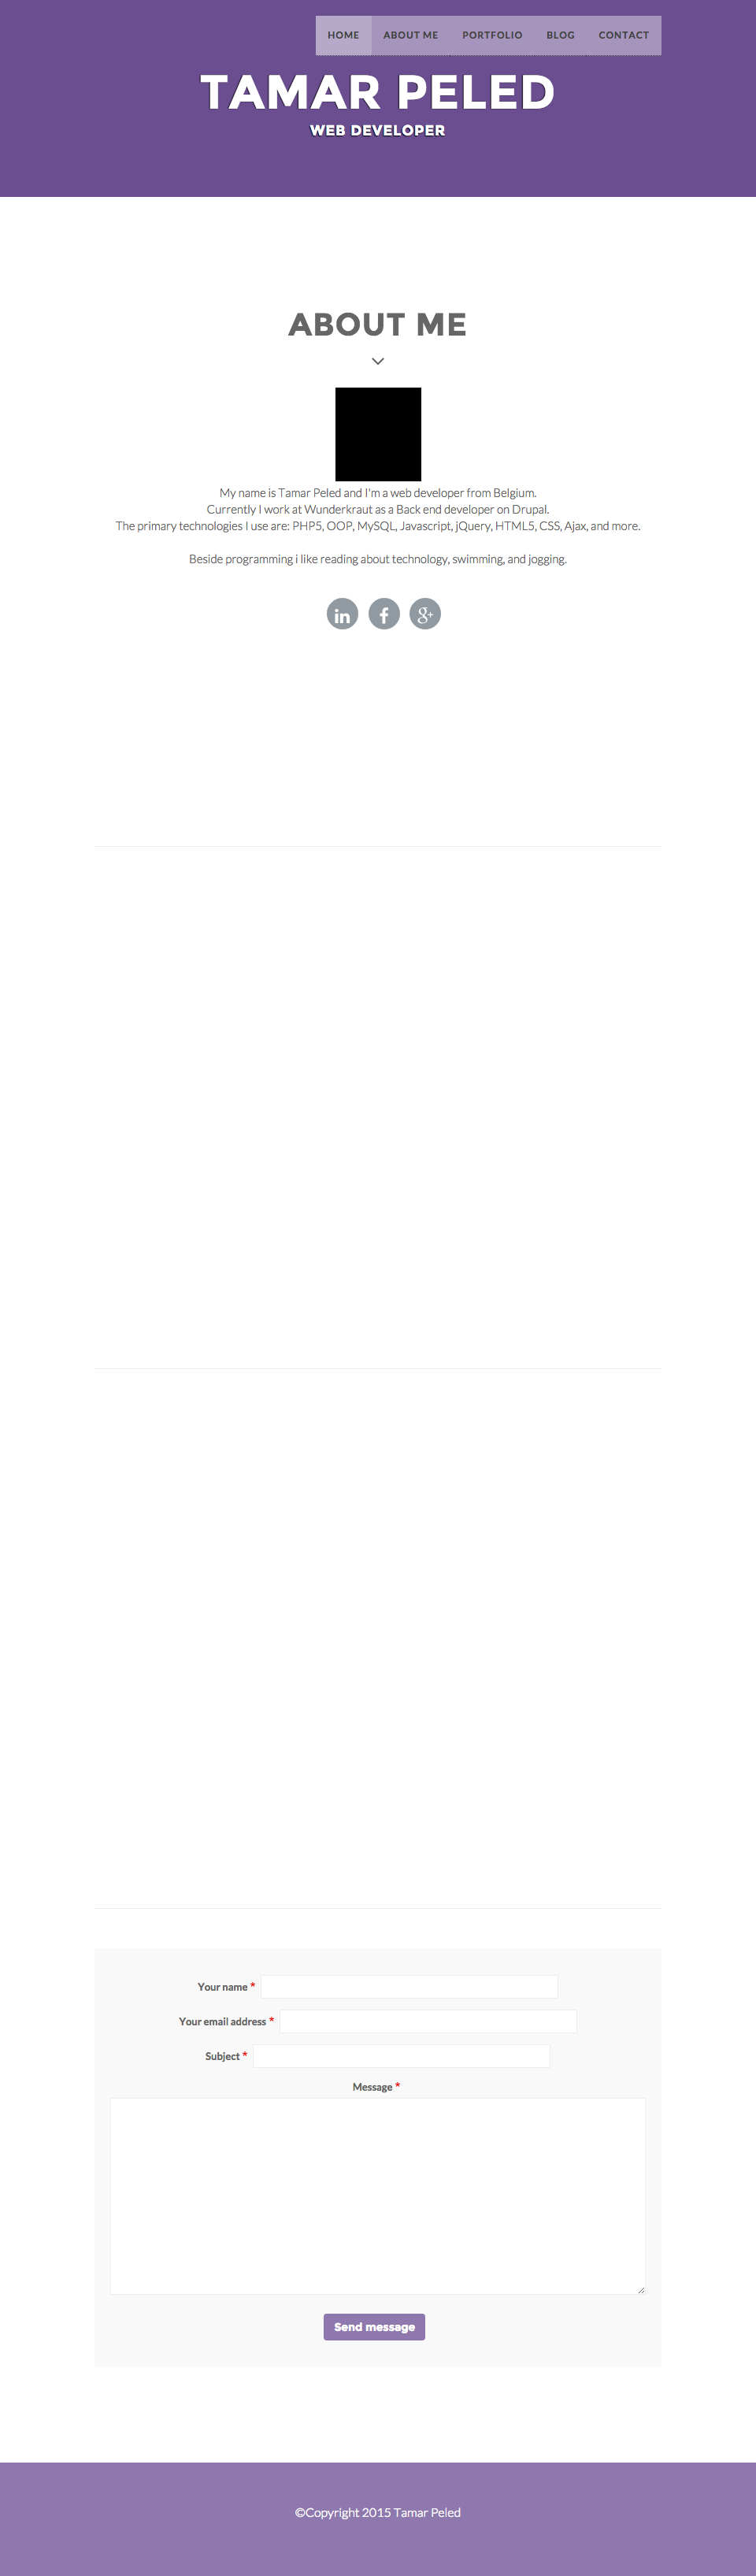 HOME ABOUT ME PORTFOLIO BLOG CONTACT
TAMAR PELED
WEB DEVELOPER
ABOUT ME
My name is Tamar Peled and I'm a web developer from Belgium.
Currently I work at Wunderkraut as a Back end developer on Drupal.
The primary technologies I use are: PHP5, OOP, MySQL, Javascript, jQuery, HTML5, CSS, Ajax, and more.
Beside programming i like reading about technology, swimming, and jogging.
in f g+
Your name *
Your email address *
Subject *
Message *
Send message
©Copyright 2015 Tamar Peled